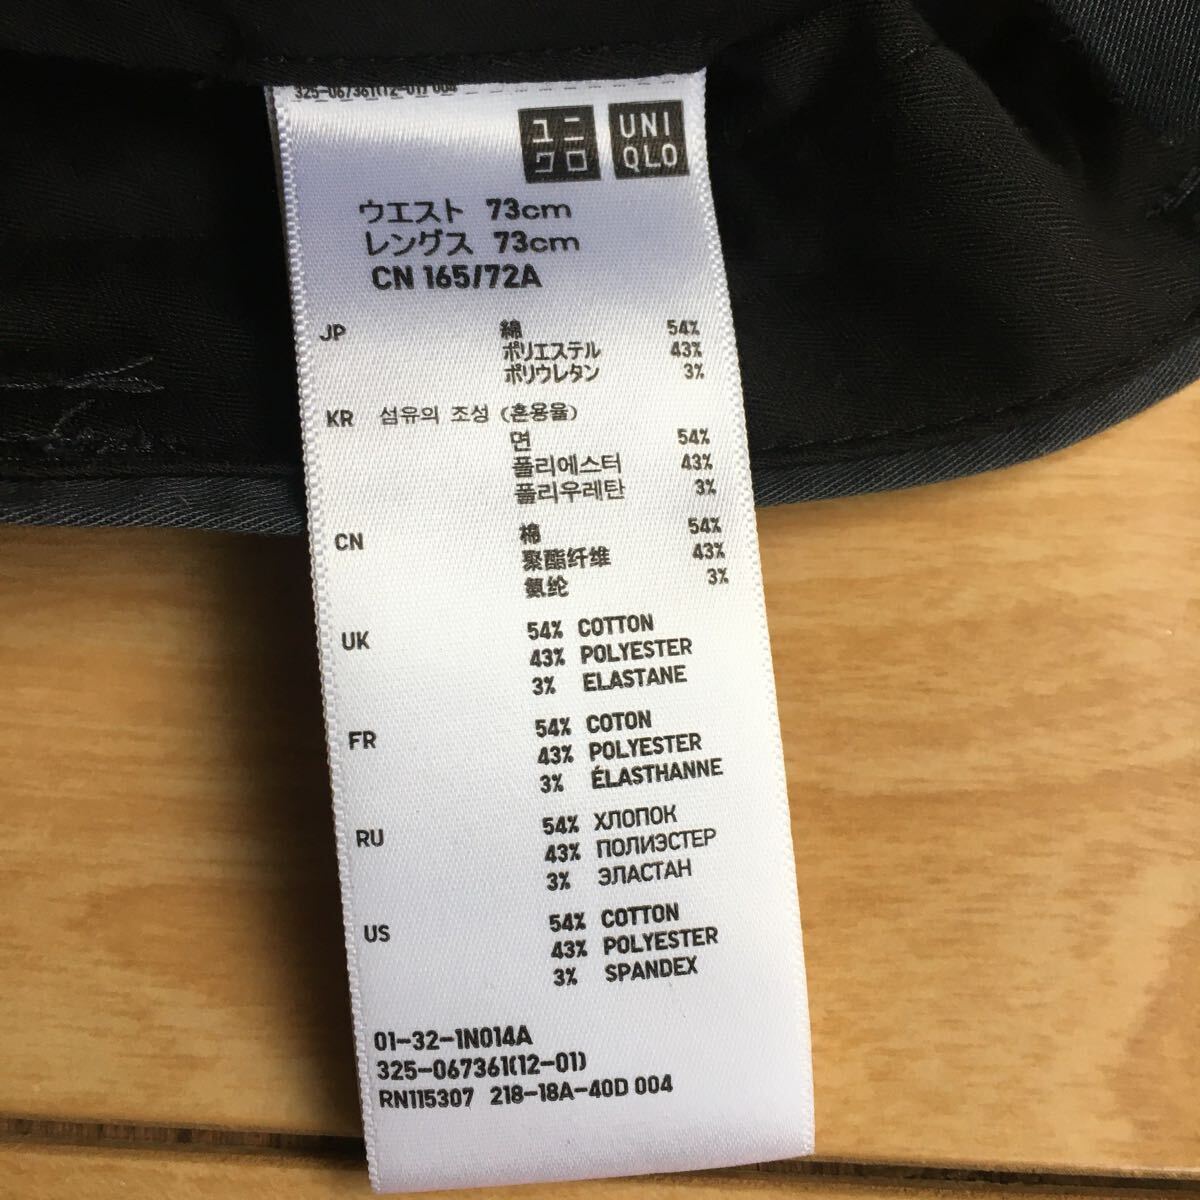 325-067361(12-01) 004
ユニ
クロ
UNI
QLO
ウエスト 73cm
レングス 73cm
CN 165/72A
JP 綿 54%
ポリエステル 43%
ポリウレタン 3%
KR 섬유의 조성 (혼용율)
면 54%
폴리에스터 43%
폴리우레탄 3%
CN 棉 54%
聚酯纤维 43%
氨纶 3%
UK 54% COTTON
43% POLYESTER
3% ELASTANE
FR 54% COTON
43% POLYESTER
3% ÉLASTHANNE
RU 54% ХЛОПОК
43% ПОЛИЭСТЕР
3% ЭЛАСТАН
US 54% COTTON
43% POLYESTER
3% SPANDEX
01-32-1N014A
325-067361(12-01)
RN115307 218-18A-40D 004